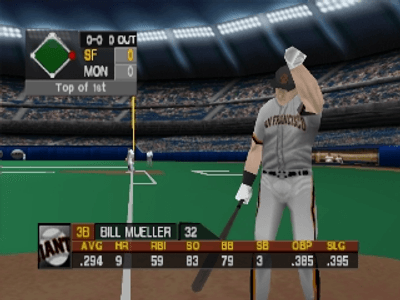 0-0 0 OUT
SF 0
MON 0
Top of 1st
SAN FRANCISCO
GIANTS
3B BILL MUELLER 32
AVG HR RBI SO BB SB OBP SLG
.294 9 59 83 79 3 .385 .395